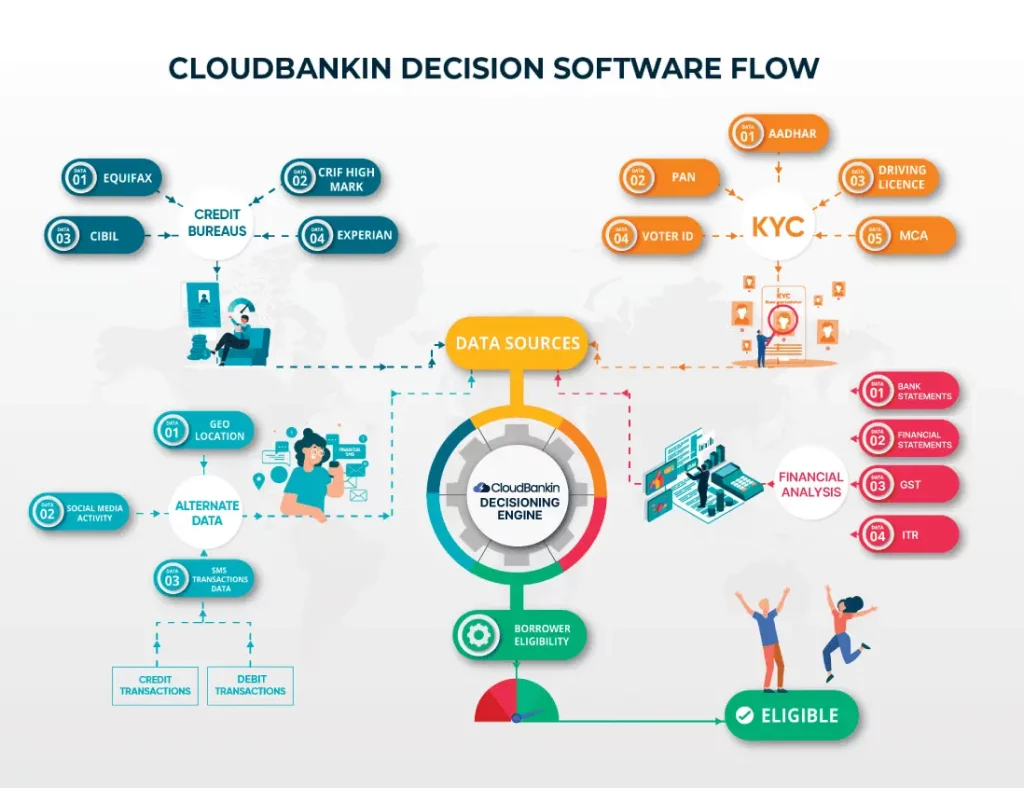 CLOUDBANKIN DECISION SOFTWARE FLOW
DATA
01
EQUIFAX
DATA
02
CRIF HIGH
MARK
DATA
03
CIBIL
DATA
04
EXPERIAN
CREDIT
BUREAUS
DATA
01
AADHAR
DATA
02
PAN
DATA
03
DRIVING
LICENCE
DATA
04
VOTER ID
DATA
05
MCA
KYC
KYC
DATA SOURCES
DATA
01
GEO
LOCATION
DATA
02
SOCIAL MEDIA
ACTIVITY
ALTERNATE
DATA
FINANCIAL
SMS
DATA
03
SMS
TRANSACTIONS
DATA
CREDIT
TRANSACTIONS
DEBIT
TRANSACTIONS
CloudBankin
DECISIONING
ENGINE
DATA
01
BANK
STATEMENTS
DATA
02
FINANCIAL
STATEMENTS
DATA
03
GST
DATA
04
ITR
FINANCIAL
ANALYSIS
BORROWER
ELIGIBILITY
ELIGIBLE